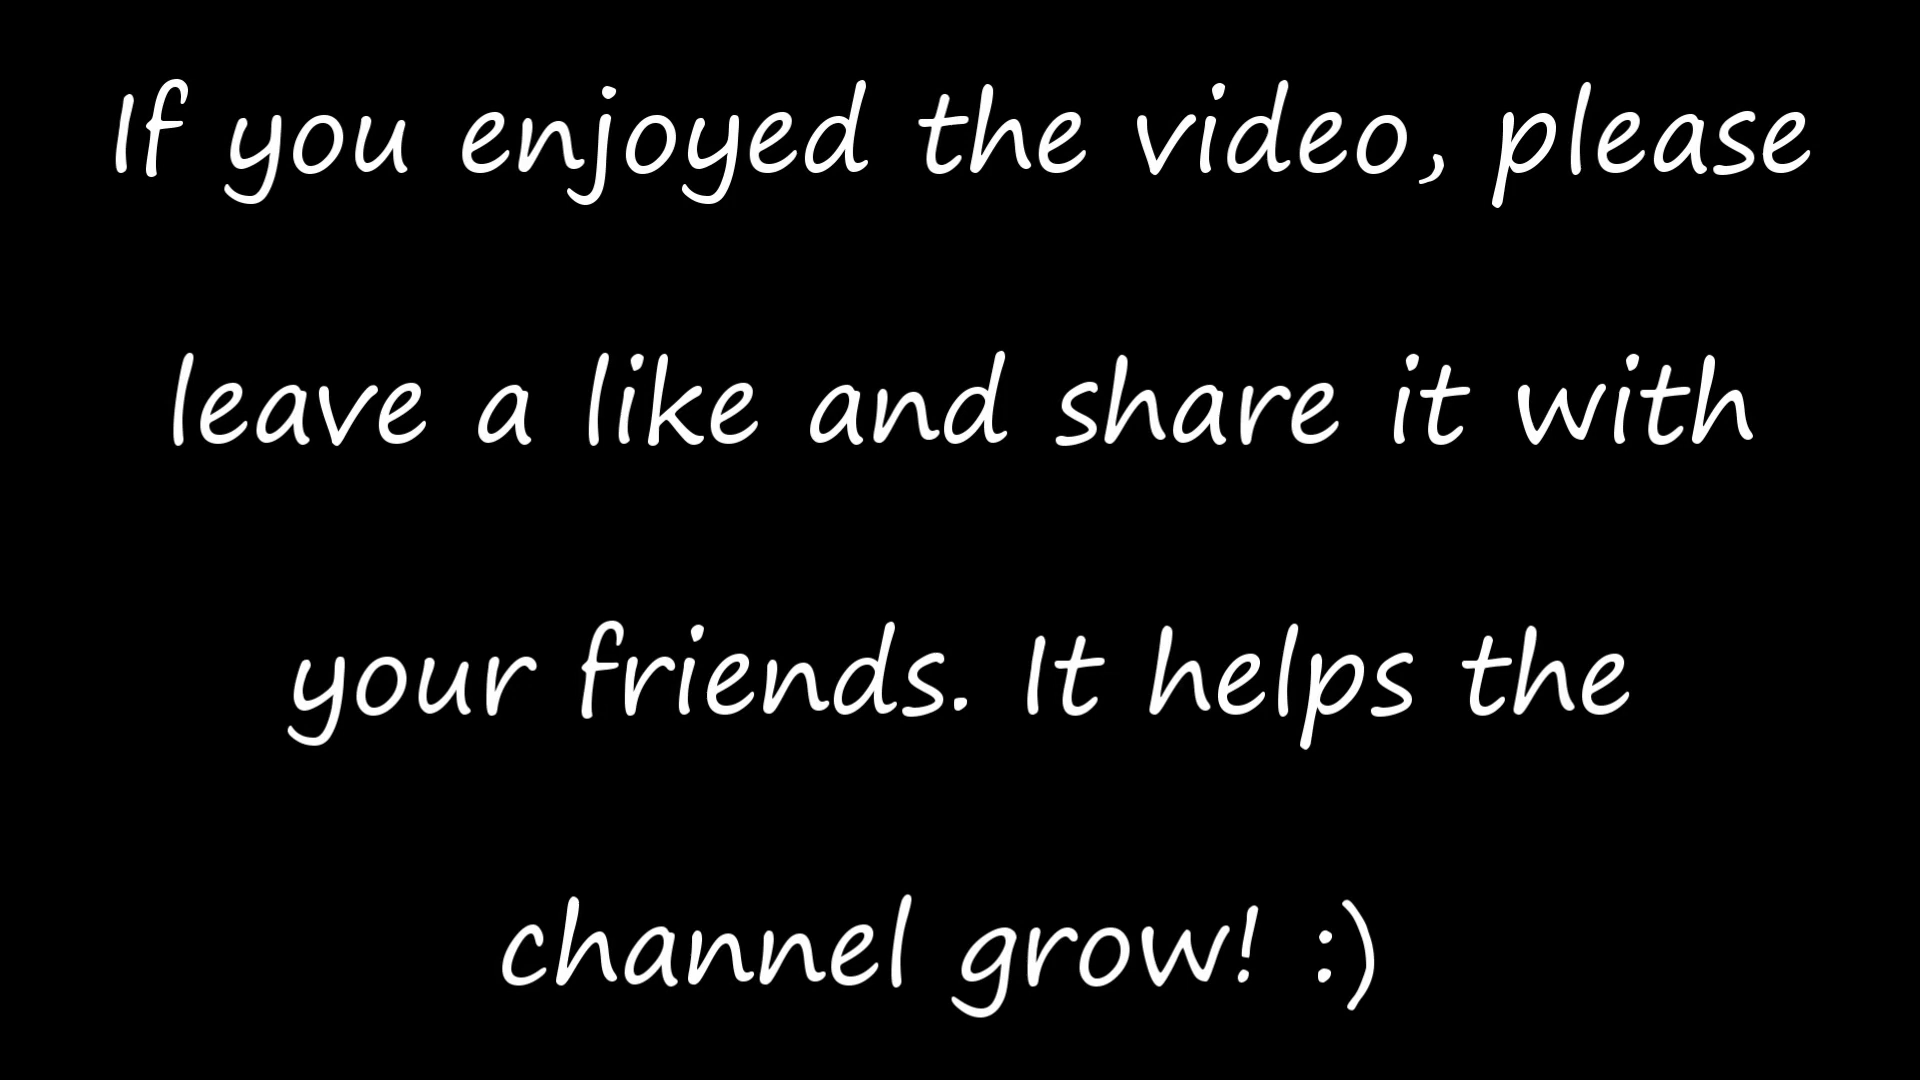 If you enjoyed the video, please
leave a like and share it with
your friends. It helps the
channel grow! :)